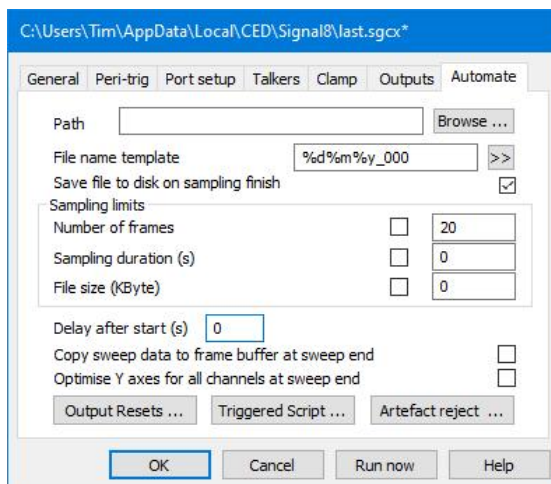 C:\Users\Tim\AppData\Local\CED\Signal8\last.sgcx*
General Peri-trig Port setup Talkers Clamp Outputs Automate
Path Browse ...
File name template %d%m%y_000 >>
Save file to disk on sampling finish
Sampling limits
Number of frames 20
Sampling duration (s) 0
File size (KByte) 0
Delay after start (s) 0
Copy sweep data to frame buffer at sweep end
Optimise Y axes for all channels at sweep end
Output Resets ... Triggered Script ... Artefact reject ...
OK Cancel Run now Help